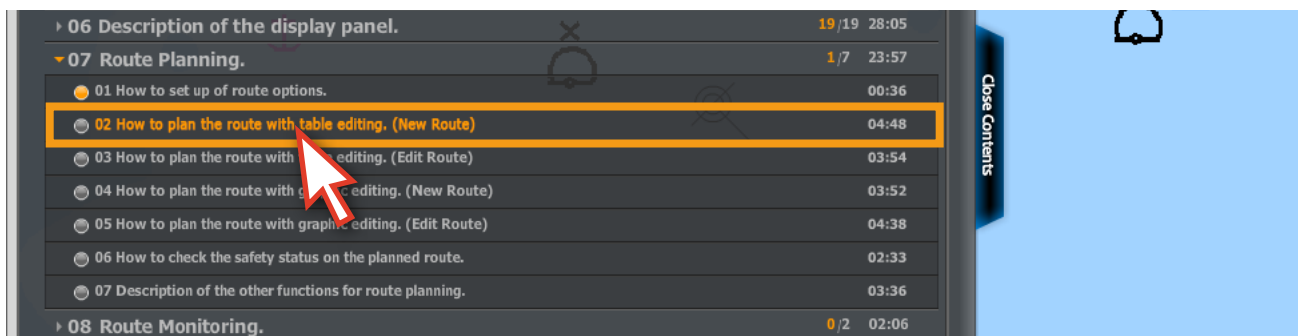 06 Description of the display panel. 19/19 28:05
07 Route Planning. 1/7 23:57
01 How to set up of route options. 00:36
02 How to plan the route with table editing. (New Route) 04:48
03 How to plan the route with editing. (Edit Route) 03:54
04 How to plan the route with editing. (New Route) 03:52
05 How to plan the route with graphic editing. (Edit Route) 04:38
06 How to check the safety status on the planned route. 02:33
07 Description of the other functions for route planning. 03:36
08 Route Monitoring. 0/2 02:06
Close Contents